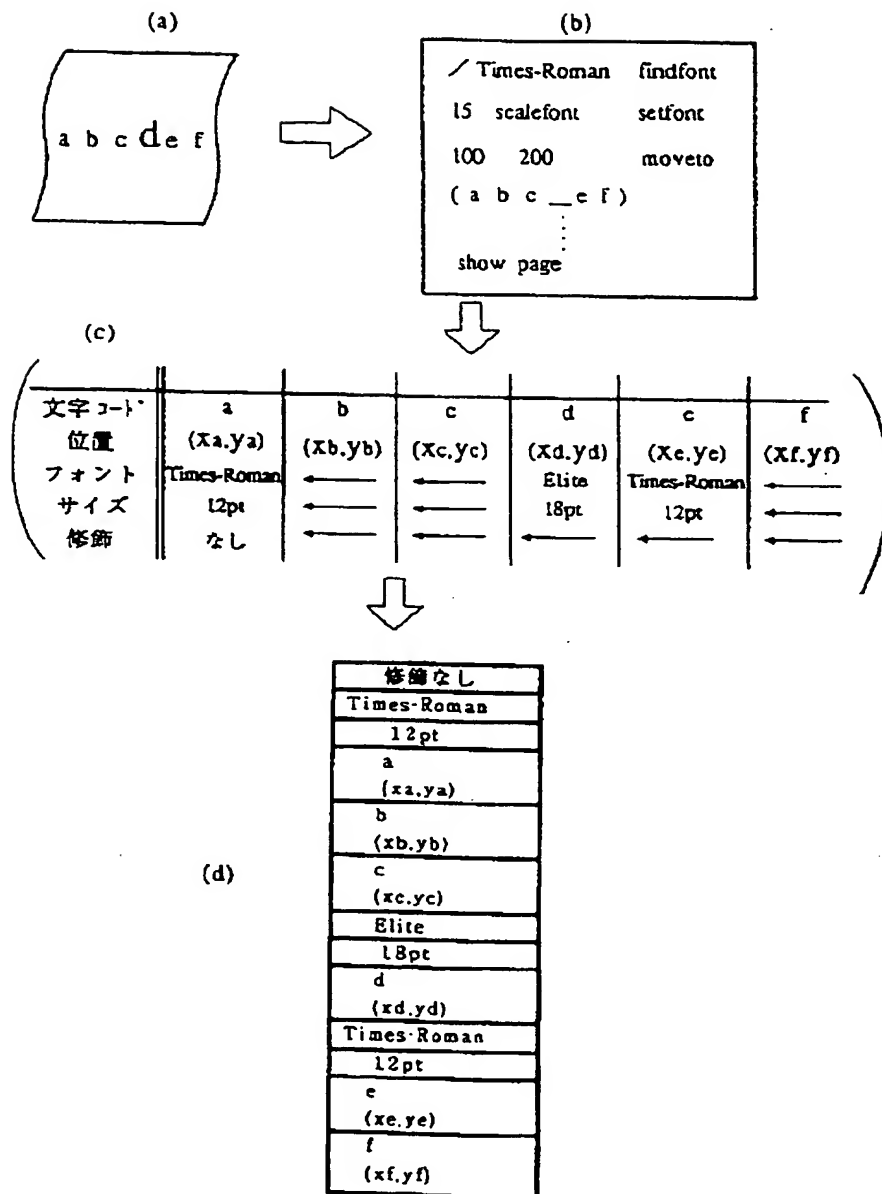 (a)
a b c d e f
(b)
/ Times-Roman findfont
15 scalefont setfont
100 200 moveto
( a b c __ e f )
show page
(c)
文字コード a b c d e f
位置 (Xa.ya) (Xb.yb) (Xc.yc) (Xd.yd) (Xe.ye) (Xf.yf)
フォント Times-Roman ← ← Elite Times-Roman ←
サイズ 12pt ← ← 18pt 12pt ←
修飾 なし ← ← ← ← ←
(d)
修飾なし
Times-Roman
12pt
a
(xa.ya)
b
(xb.yb)
c
(xc.yc)
Elite
18pt
d
(xd.yd)
Times-Roman
12pt
e
(xe.ye)
f
(xf.yf)